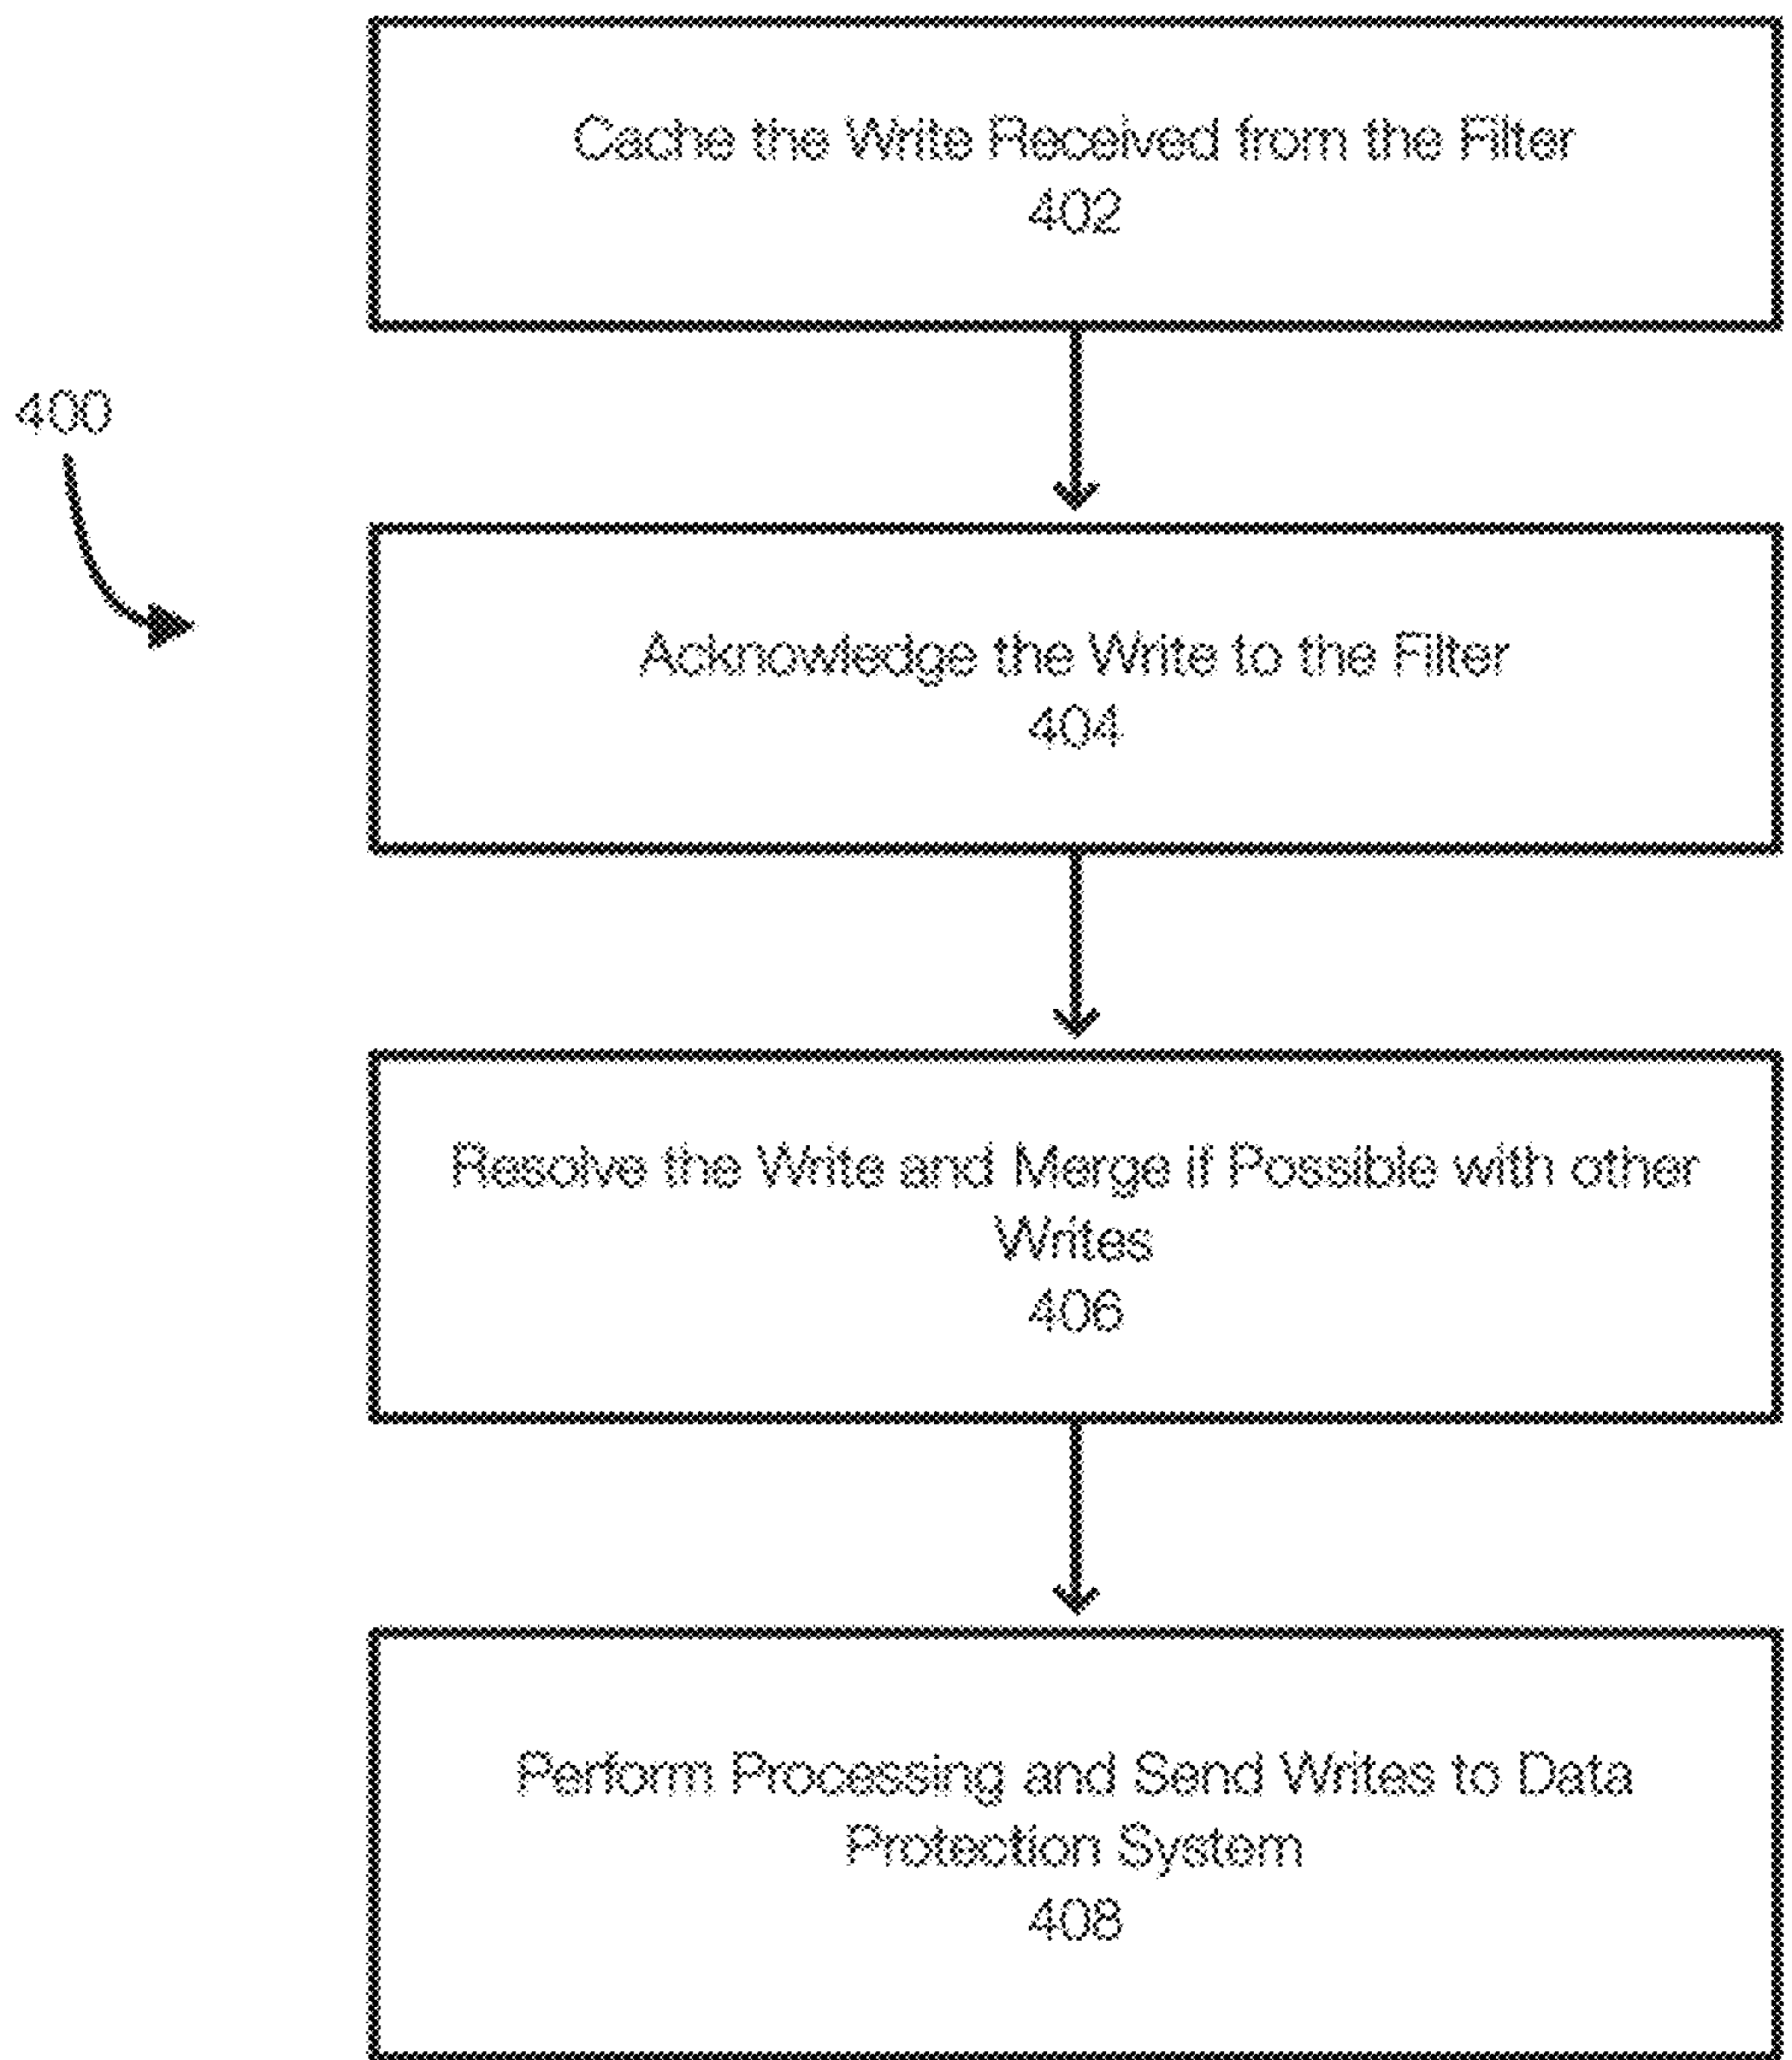 Cache the Write Received from the Filter
402
400
Acknowledge the Write to the Filter
404
Resolve the Write and Merge if Possible with other
Writes
406
Perform Processing and Send Writes to Data
Protection System
408